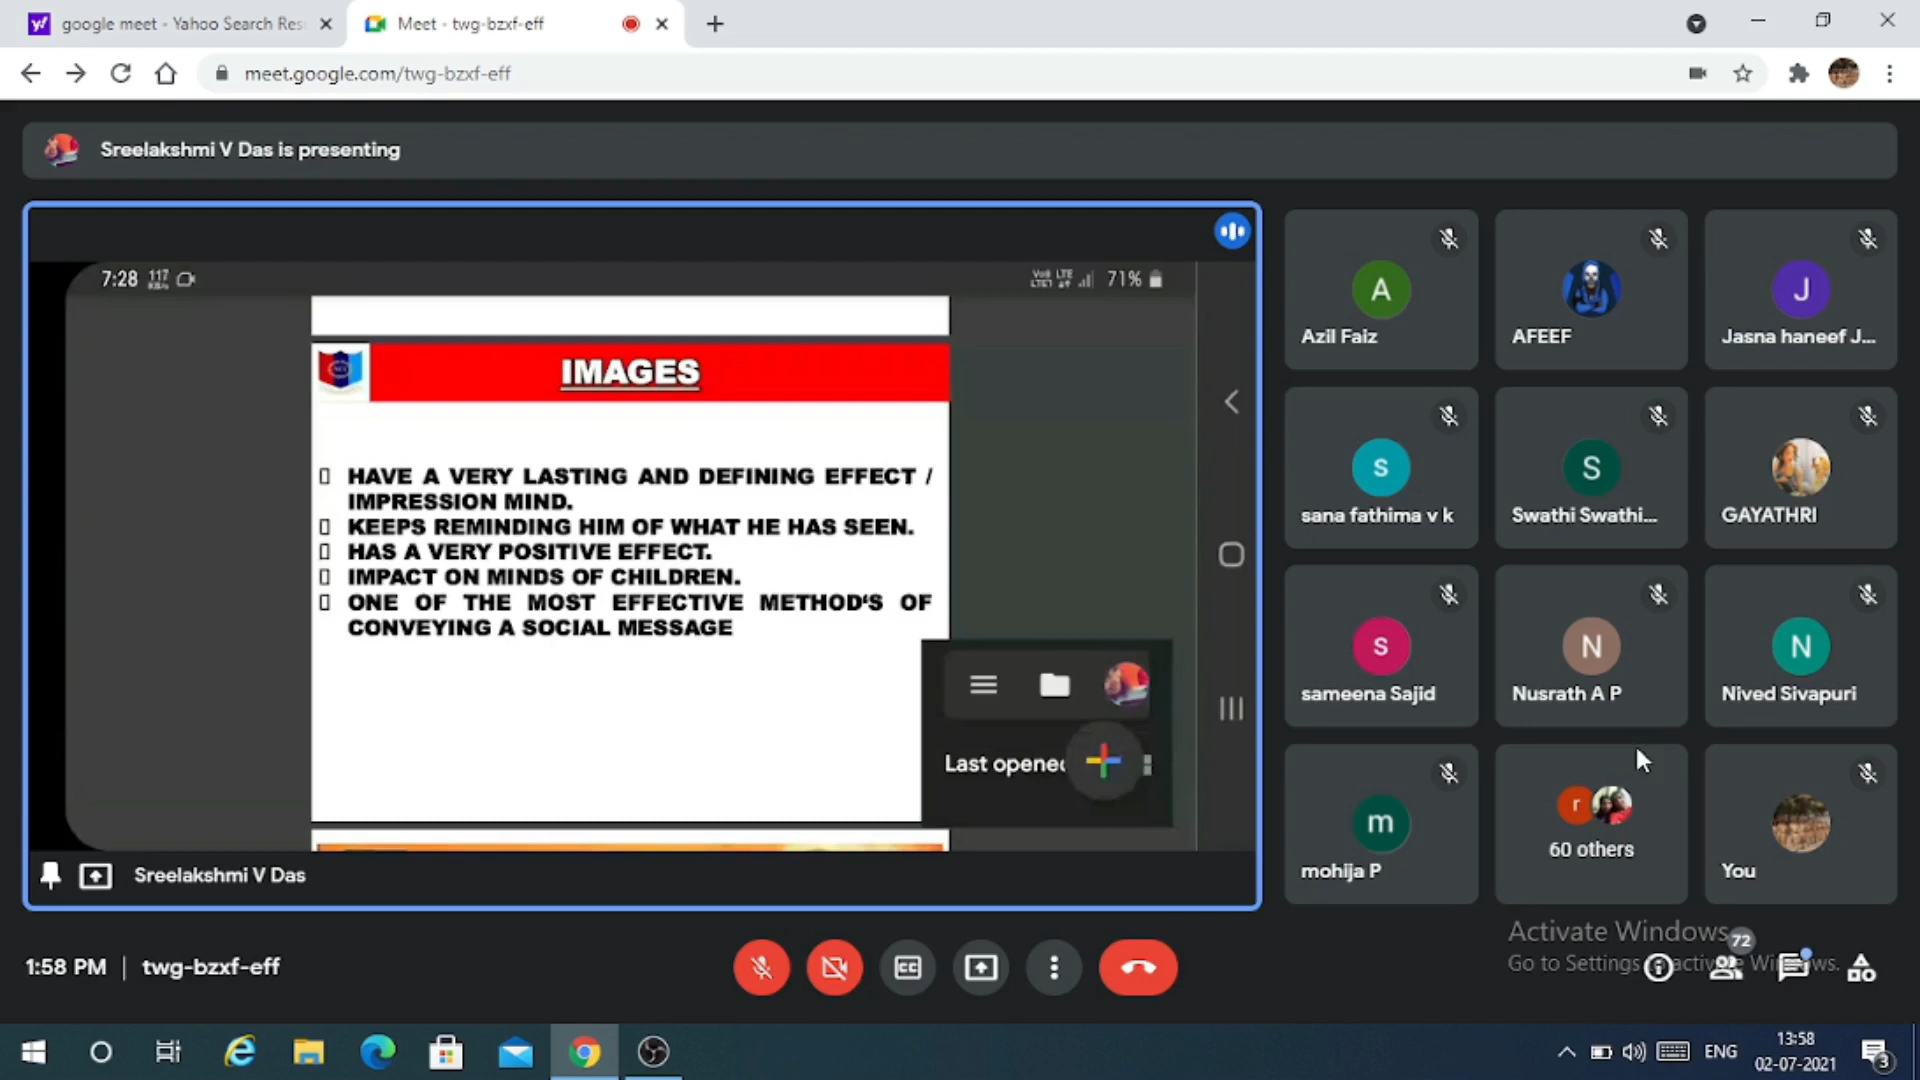 google meet - Yahoo Search Res
Meet - twg-bzxf-eff
meet.google.com/twg-bzxf-eff
Sreelakshmi V Das is presenting
7:28 117 KB/s
71%
IMAGES
HAVE A VERY LASTING AND DEFINING EFFECT /
IMPRESSION MIND.
KEEPS REMINDING HIM OF WHAT HE HAS SEEN.
HAS A VERY POSITIVE EFFECT.
IMPACT ON MINDS OF CHILDREN.
ONE OF THE MOST EFFECTIVE METHOD'S OF
CONVEYING A SOCIAL MESSAGE
Last opened
Sreelakshmi V Das
A
Azil Faiz
AFEEF
J
Jasna haneef J...
s
sana fathima v k
S
Swathi Swathi...
GAYATHRI
s
sameena Sajid
N
Nusrath A P
N
Nived Sivapuri
m
mohija P
r
60 others
You
Activate Windows
Go to Settings to activate Windows.
72
1:58 PM | twg-bzxf-eff
ENG
13:58
02-07-2021
3